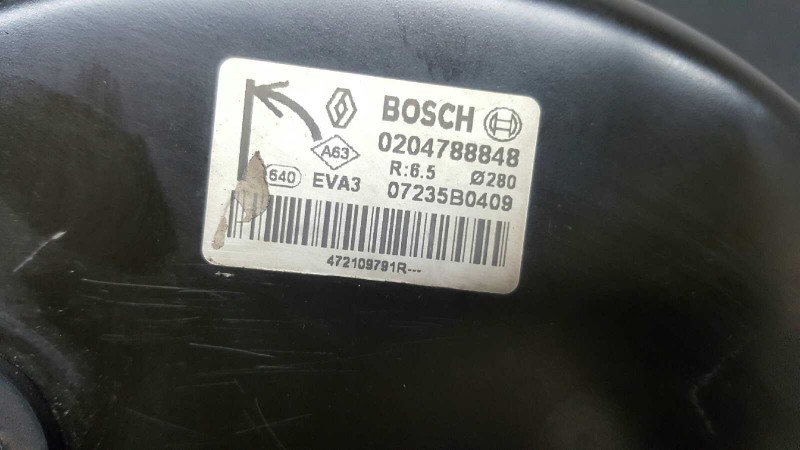 BOSCH
A63
0204788848
R:6.5 Ø280
640 EVA3 07235B0409
472109791R---